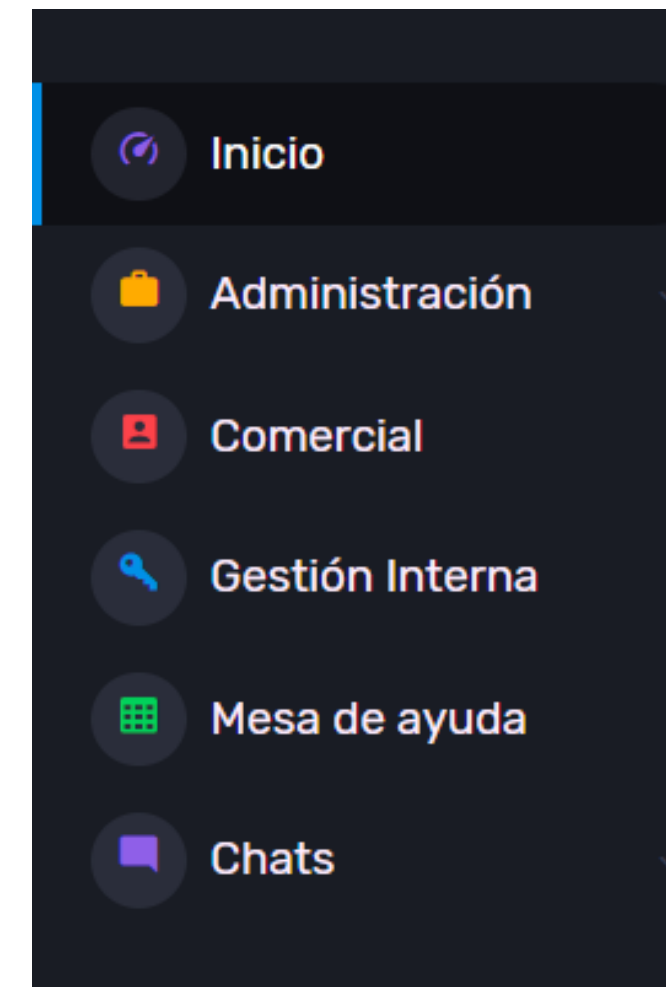 Inicio
Administración
Comercial
Gestión Interna
Mesa de ayuda
Chats